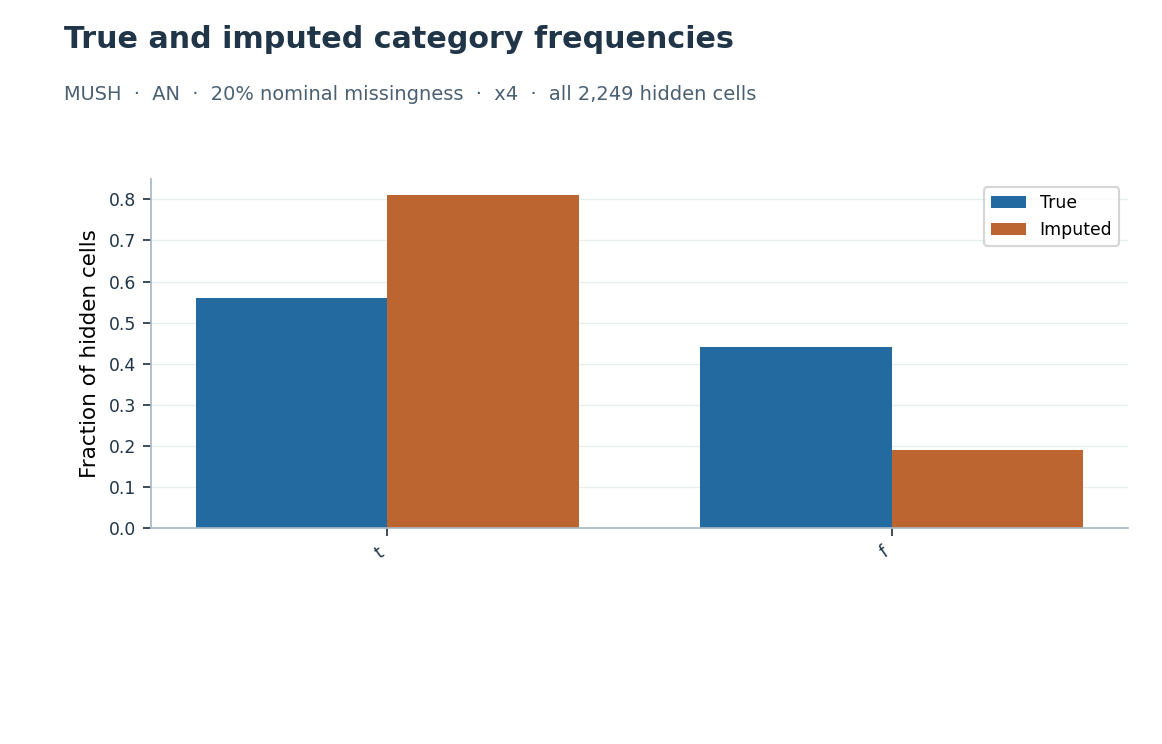 True and imputed category frequencies
MUSH · AN · 20% nominal missingness · x4 · all 2,249 hidden cells
True
Imputed
Fraction of hidden cells
0.8
0.7
0.6
0.5
0.4
0.3
0.2
0.1
0.0
t
f